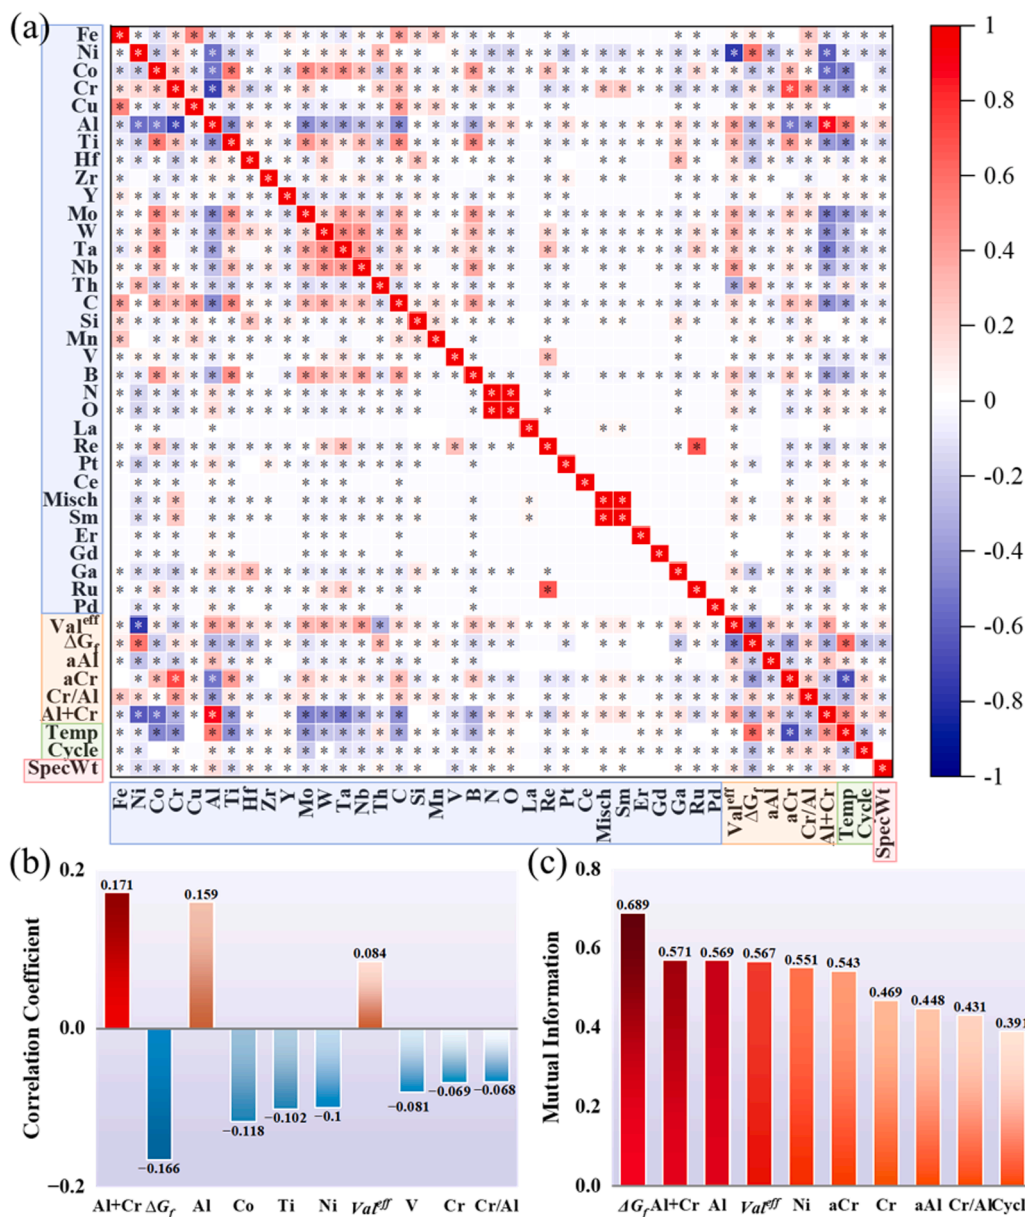 (a)
Fe
Ni
Co
Cr
Cu
Al
Ti
Hf
Zr
Y
Mo
W
Ta
Nb
Th
C
Si
Mn
V
B
N
O
La
Re
Pt
Ce
Misch
Sm
Er
Gd
Ga
Ru
Pd
Val^eff
ΔG_f
aAl
aCr
Cr/Al
Al+Cr
Temp
Cycle
SpecWt
1
0.8
0.6
0.4
0.2
0
-0.2
-0.4
-0.6
-0.8
-1
Fe Ni Co Cr Cu Al Ti Hf Zr Y Mo W Ta Nb Th C Si Mn V B N O La Re Pt Ce Misch Sm Er Gd Ga Ru Pd Val^eff ΔG_f aAl aCr Cr/Al Al+Cr Temp Cycle SpecWt
(b)
Correlation Coefficient
0.2
0.0
−0.2
0.171
−0.166
0.159
−0.118
−0.102
−0.1
0.084
−0.081
−0.069
−0.068
Al+Cr ΔG_f Al Co Ti Ni Val^eff V Cr Cr/Al
(c)
Mutual Information
0.8
0.6
0.4
0.2
0.0
0.689
0.571
0.569
0.567
0.551
0.543
0.469
0.448
0.431
0.391
ΔG_f Al+Cr Al Val^eff Ni aCr Cr aAl Cr/Al Cycl